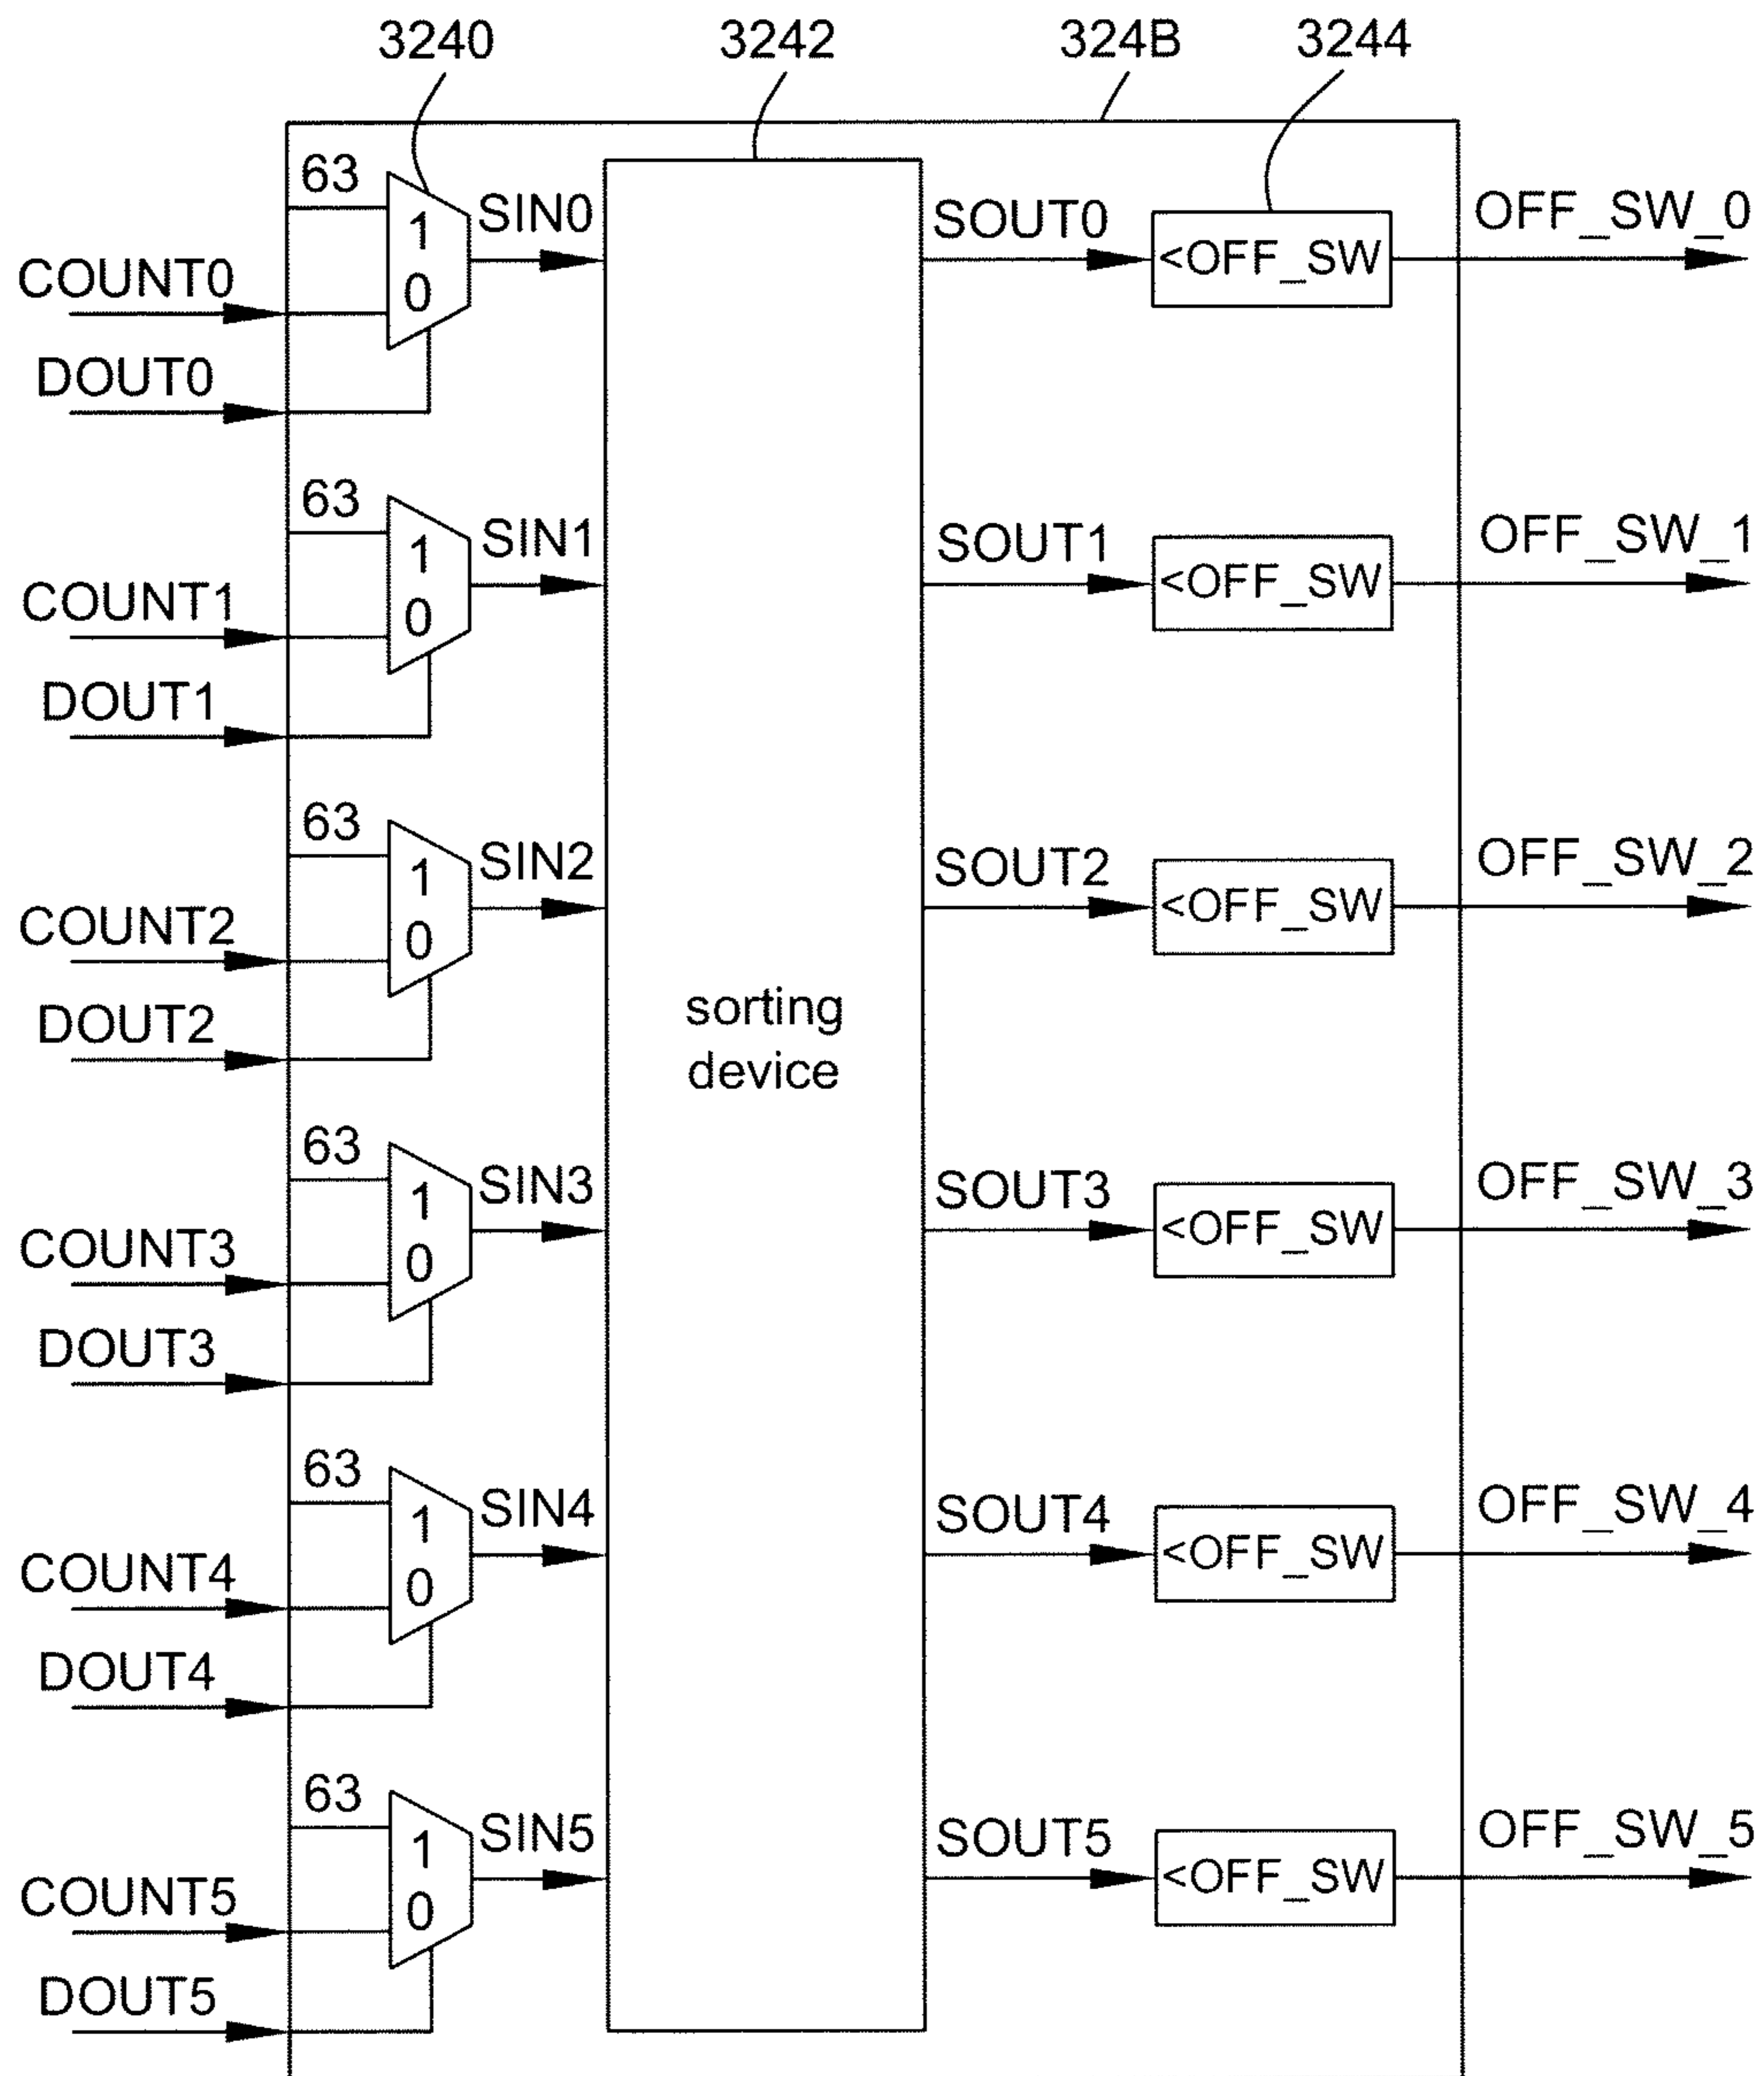 3240 3242 324B 3244
63
1
0
SIN0
COUNT0
DOUT0
SOUT0
<OFF_SW
OFF_SW_0
63
1
0
SIN1
COUNT1
DOUT1
SOUT1
<OFF_SW
OFF_SW_1
63
1
0
SIN2
COUNT2
DOUT2
SOUT2
<OFF_SW
OFF_SW_2
sorting
device
63
1
0
SIN3
COUNT3
DOUT3
SOUT3
<OFF_SW
OFF_SW_3
63
1
0
SIN4
COUNT4
DOUT4
SOUT4
<OFF_SW
OFF_SW_4
63
1
0
SIN5
COUNT5
DOUT5
SOUT5
<OFF_SW
OFF_SW_5